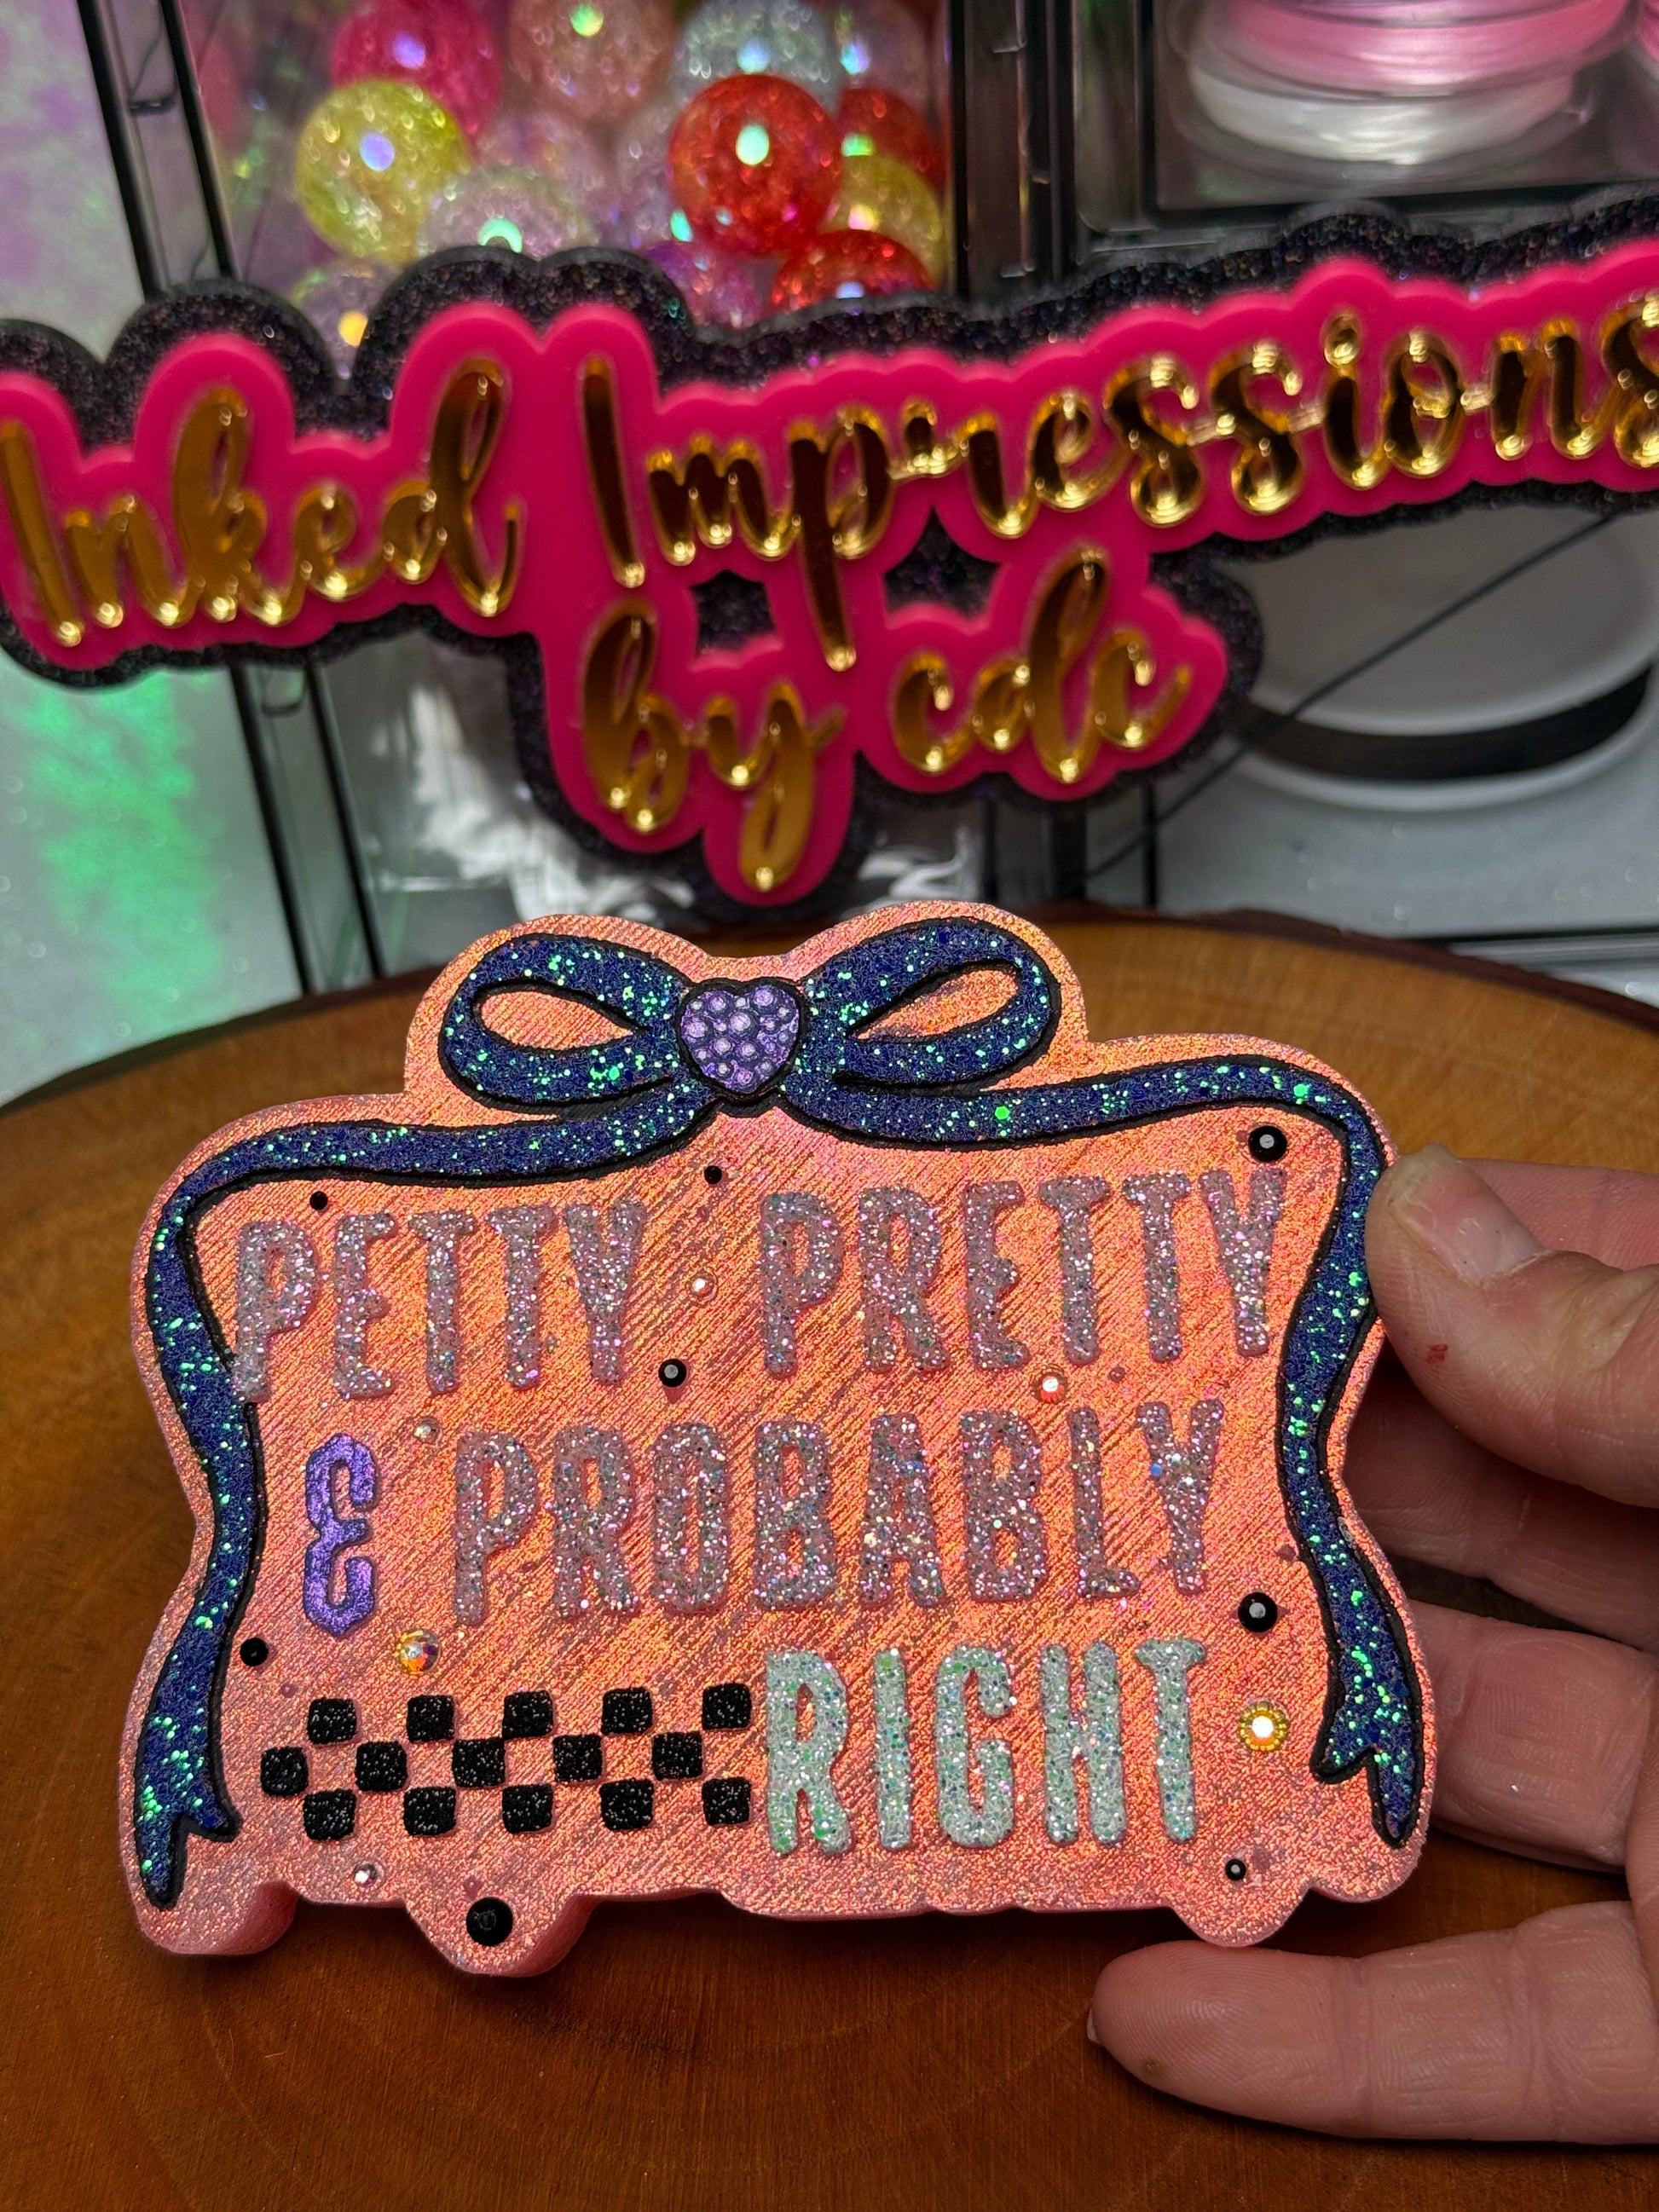 Inked Impressions
by cdc
PETTY PRETTY
& PROBABLY
RIGHT